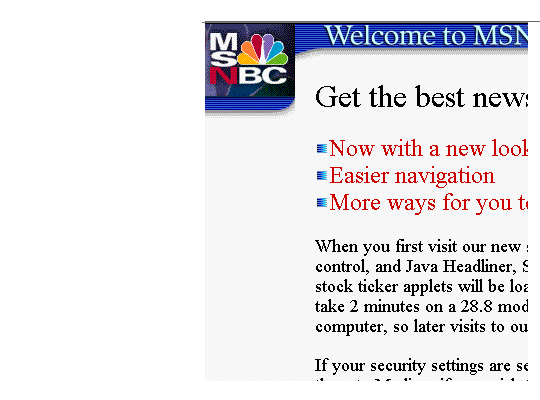 MSNBC
Welcome to MSN
Get the best news
Now with a new look
Easier navigation
More ways for you to
When you first visit our new
control, and Java Headliner, S
stock ticker applets will be loa
take 2 minutes on a 28.8 mod
computer, so later visits to ou
If your security settings are se